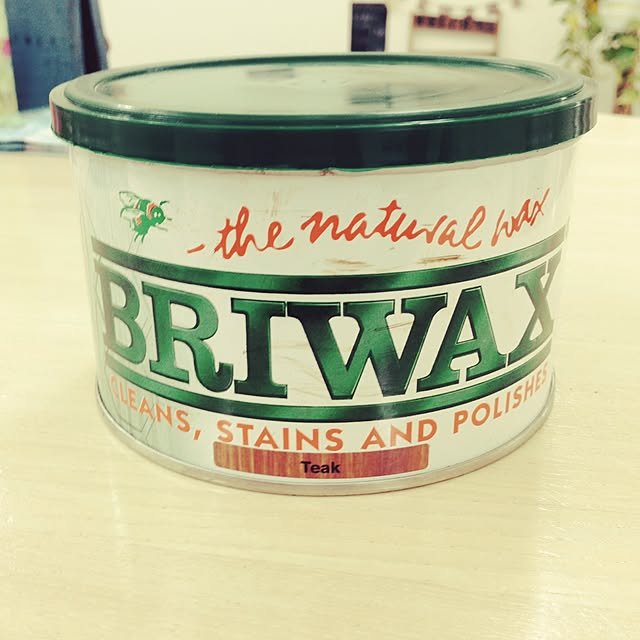 -the natural wax
BRIWAX
CLEANS, STAINS AND POLISHES
Teak